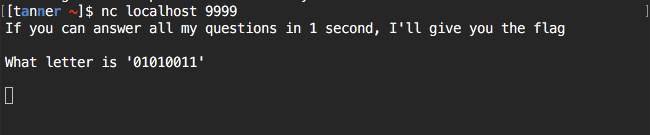 [[tanner ~]$ nc localhost 9999
If you can answer all my questions in 1 second, I'll give you the flag
What letter is '01010011'